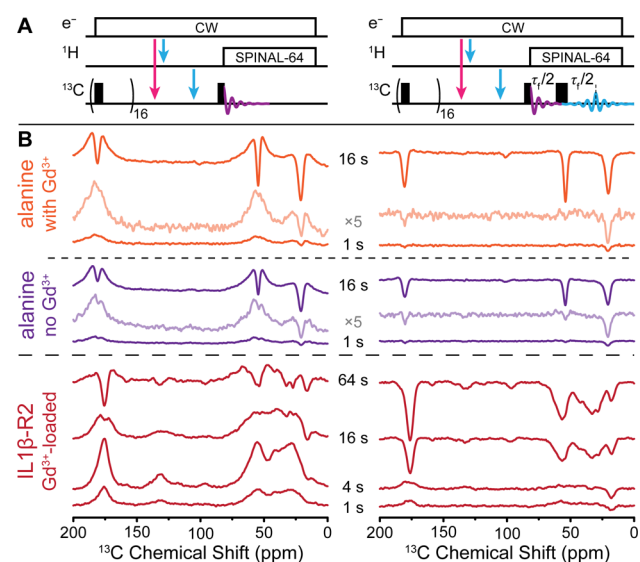 A
e⁻ CW CW
¹H SPINAL-64 SPINAL-64
¹³C ( )₁₆ ( )₁₆ τf/2 τf/2
B
alanine
with Gd³⁺
16 s
×5
1 s
alanine
no Gd³⁺
16 s
×5
1 s
IL1β-R2
Gd³⁺-loaded
64 s
16 s
4 s
1 s
200 150 100 50 0 200 150 100 50 0
¹³C Chemical Shift (ppm) ¹³C Chemical Shift (ppm)